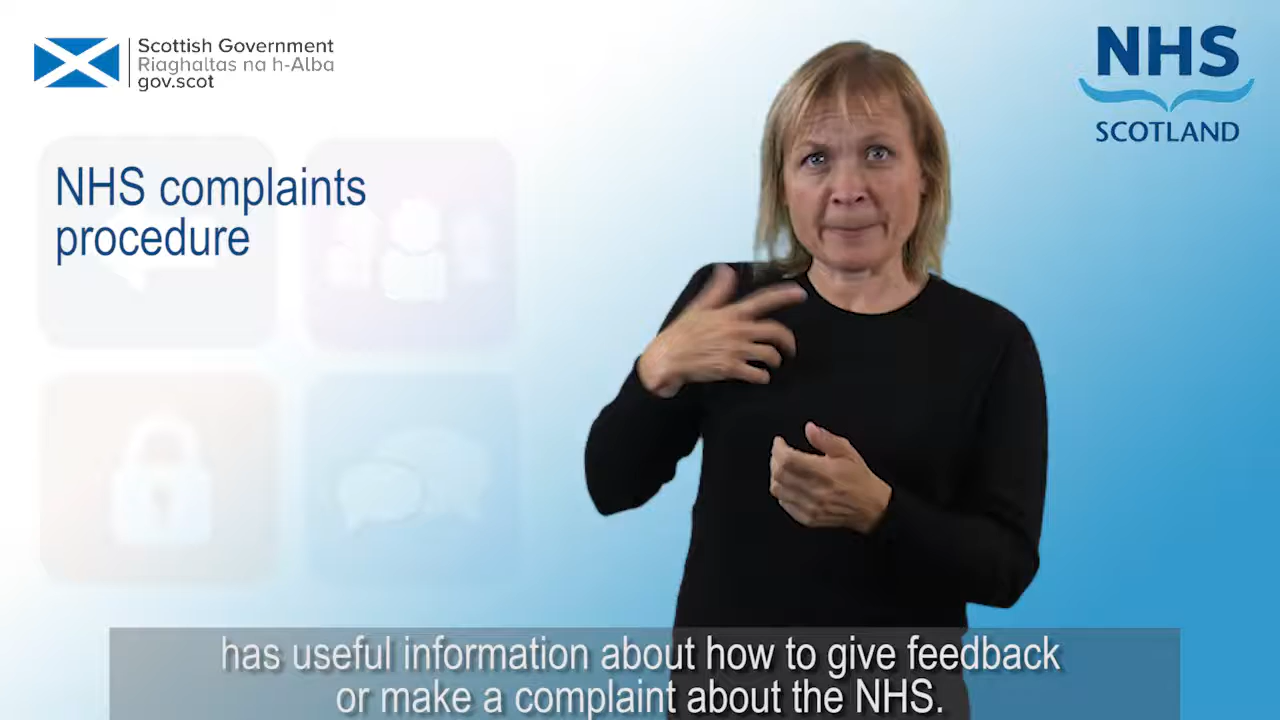 Scottish Government
Riaghaltas na h-Alba
gov.scot
NHS
SCOTLAND
NHS complaints
procedure
has useful information about how to give feedback
or make a complaint about the NHS.